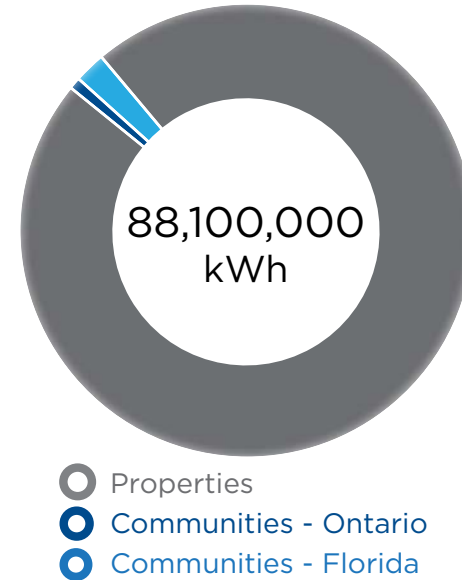 88,100,000
kWh
Properties
Communities - Ontario
Communities - Florida